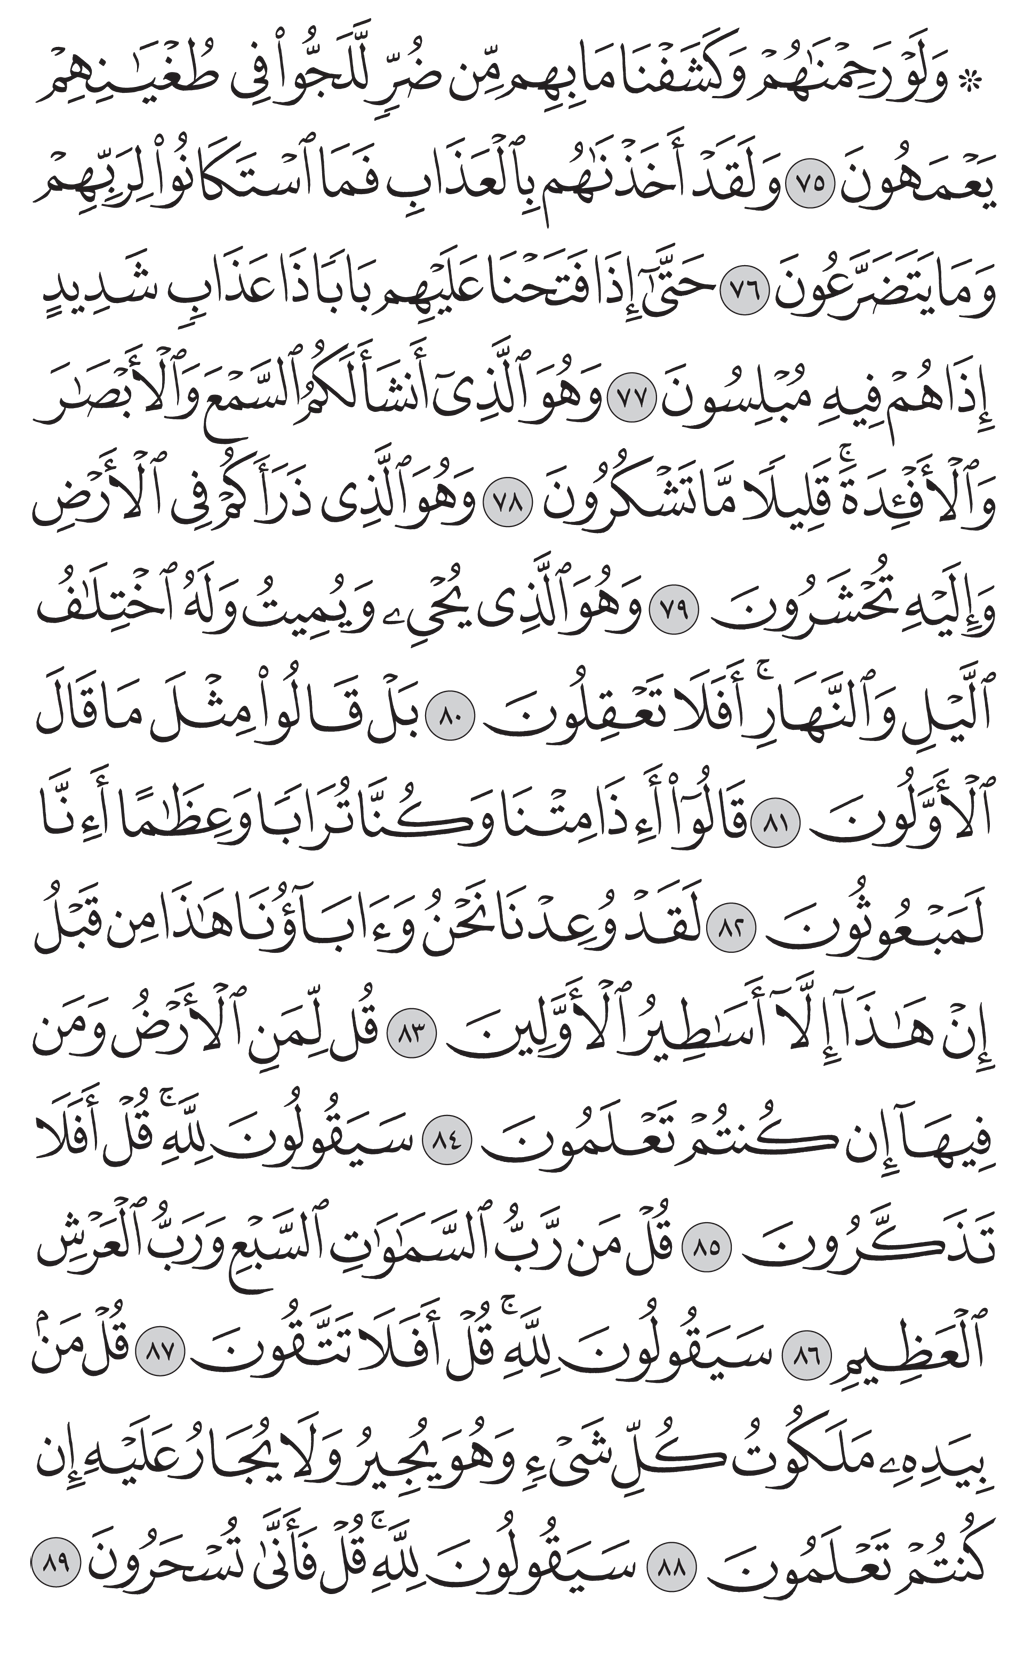 ۞ وَلَوْ رَحِمْنَٰهُمْ وَكَشَفْنَا مَا بِهِم مِّن ضُرٍّ لَّلَجُّوا۟ فِى طُغْيَٰنِهِمْ
يَعْمَهُونَ ٧٥ وَلَقَدْ أَخَذْنَٰهُم بِٱلْعَذَابِ فَمَا ٱسْتَكَانُوا۟ لِرَبِّهِمْ
وَمَا يَتَضَرَّعُونَ ٧٦ حَتَّىٰٓ إِذَا فَتَحْنَا عَلَيْهِم بَابًا ذَا عَذَابٍ شَدِيدٍ
إِذَا هُمْ فِيهِ مُبْلِسُونَ ٧٧ وَهُوَ ٱلَّذِىٓ أَنشَأَ لَكُمُ ٱلسَّمْعَ وَٱلْأَبْصَٰرَ
وَٱلْأَفْـِٔدَةَ ۚ قَلِيلًا مَّا تَشْكُرُونَ ٧٨ وَهُوَ ٱلَّذِى ذَرَأَكُمْ فِى ٱلْأَرْضِ
وَإِلَيْهِ تُحْشَرُونَ ٧٩ وَهُوَ ٱلَّذِى يُحْىِۦ وَيُمِيتُ وَلَهُ ٱخْتِلَٰفُ
ٱلَّيْلِ وَٱلنَّهَارِ ۚ أَفَلَا تَعْقِلُونَ ٨٠ بَلْ قَالُوا۟ مِثْلَ مَا قَالَ
ٱلْأَوَّلُونَ ٨١ قَالُوٓا۟ أَءِذَا مِتْنَا وَكُنَّا تُرَابًا وَعِظَٰمًا أَءِنَّا
لَمَبْعُوثُونَ ٨٢ لَقَدْ وُعِدْنَا نَحْنُ وَءَابَآؤُنَا هَٰذَا مِن قَبْلُ
إِنْ هَٰذَآ إِلَّآ أَسَٰطِيرُ ٱلْأَوَّلِينَ ٨٣ قُل لِّمَنِ ٱلْأَرْضُ وَمَن
فِيهَآ إِن كُنتُمْ تَعْلَمُونَ ٨٤ سَيَقُولُونَ لِلَّهِ ۚ قُلْ أَفَلَا
تَذَكَّرُونَ ٨٥ قُلْ مَن رَّبُّ ٱلسَّمَٰوَٰتِ ٱلسَّبْعِ وَرَبُّ ٱلْعَرْشِ
ٱلْعَظِيمِ ٨٦ سَيَقُولُونَ لِلَّهِ ۚ قُلْ أَفَلَا تَتَّقُونَ ٨٧ قُلْ مَنۢ
بِيَدِهِۦ مَلَكُوتُ كُلِّ شَىْءٍ وَهُوَ يُجِيرُ وَلَا يُجَارُ عَلَيْهِ إِن
كُنتُمْ تَعْلَمُونَ ٨٨ سَيَقُولُونَ لِلَّهِ ۚ قُلْ فَأَنَّىٰ تُسْحَرُونَ ٨٩